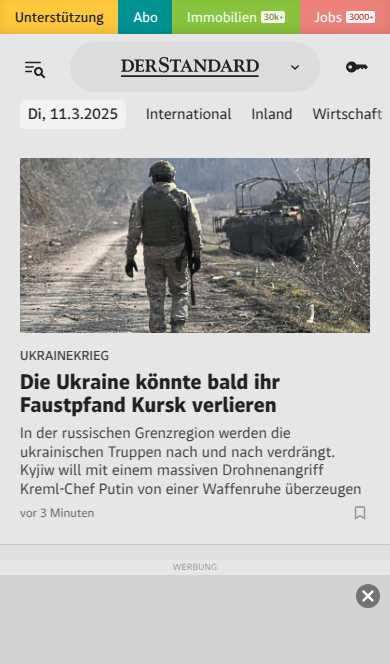 Unterstützung Abo Immobilien 30k+ Jobs 3000+
DERSTANDARD
Di, 11.3.2025 International Inland Wirtschaft
UKRAINEKRIEG
Die Ukraine könnte bald ihr
Faustpfand Kursk verlieren
In der russischen Grenzregion werden die
ukrainischen Truppen nach und nach verdrängt.
Kyjiw will mit einem massiven Drohnenangriff
Kreml-Chef Putin von einer Waffenruhe überzeugen
vor 3 Minuten
WERBUNG